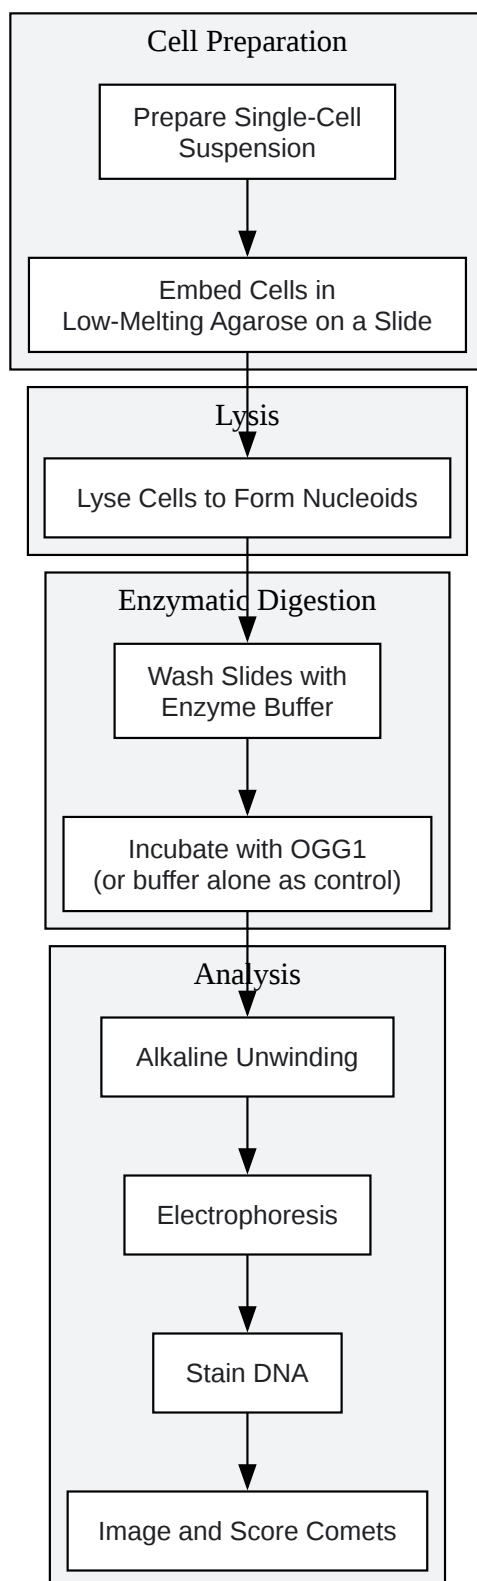 Cell Preparation
Prepare Single-Cell
Suspension
Embed Cells in
Low-Melting Agarose on a Slide
Lysis
Lyse Cells to Form Nucleoids
Enzymatic Digestion
Wash Slides with
Enzyme Buffer
Incubate with OGG1
(or buffer alone as control)
Analysis
Alkaline Unwinding
Electrophoresis
Stain DNA
Image and Score Comets